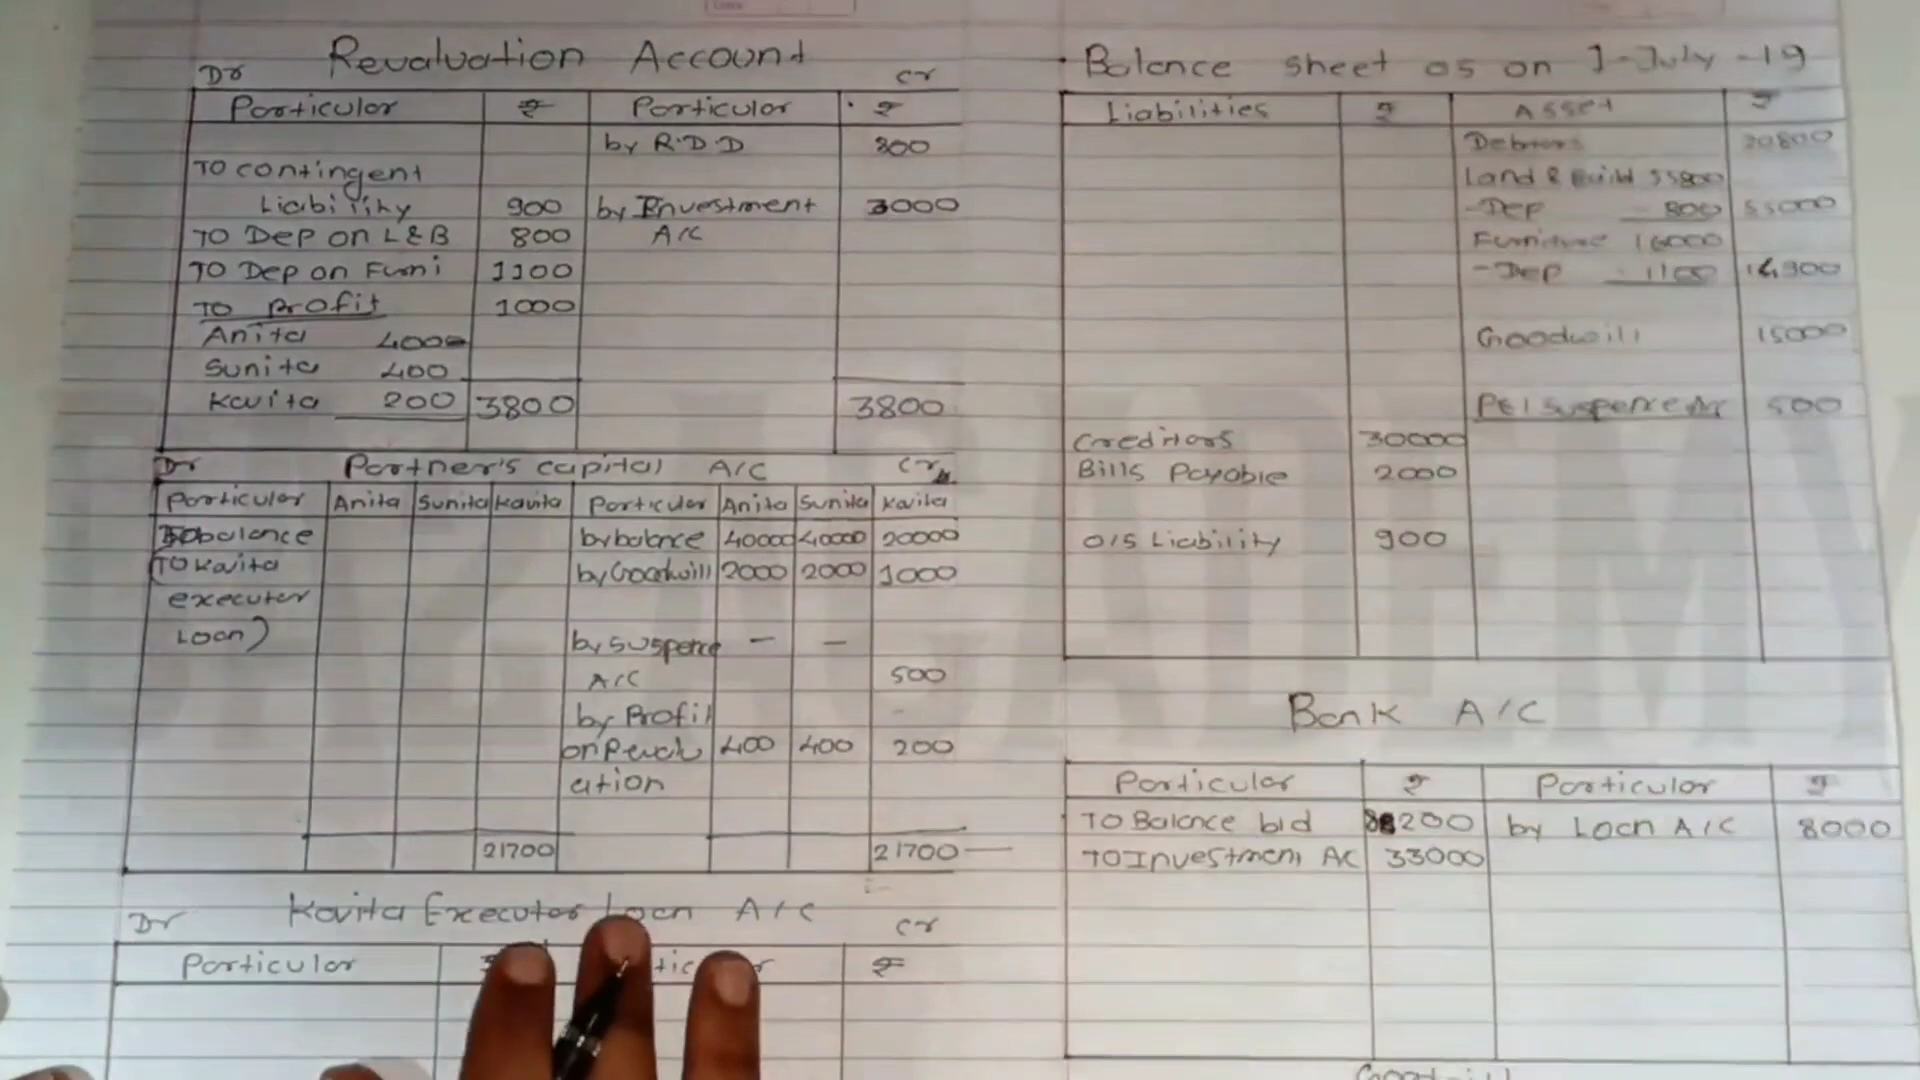 Revaluation Account
Dr Cr
Particular ₹ Particular ₹
by R.D.D 800
To contingent
Liability 900 by Investment 3000
A/C
To Dep on L&B 800
To Dep on Furni 1100
To Profit 1000
Anita 400
Sunita 400
Kavita 200 3800 3800
Dr Partner's capital A/C Cr
Particular Anita Sunita Kavita Particular Anita Sunita Kavita
To balance by balance 40000 40000 20000
(To Kavita by Goodwill 2000 2000 1000
executer
Loan) by suspence — —
A/C 500
by Profit
on Revalu 400 400 200
ation
21700 21700
Kavita Executor Loan A/C
Dr Cr
Particular ₹
Balance sheet as on 1-July-19
Liabilities ₹ Asset ₹
Debtors 30800
Land & Build 55800
-Dep 800 55000
Furniture 16000
-Dep 1100 14900
Goodwill 15000
P&l suspence A/c 500
Creditors 30000
Bills Payable 2000
O/S Liability 900
Bank A/C
Particular ₹ Particular ₹
To Balance b/d 200 by Loan A/C 8000
To Investment AC 33000
Goodwill